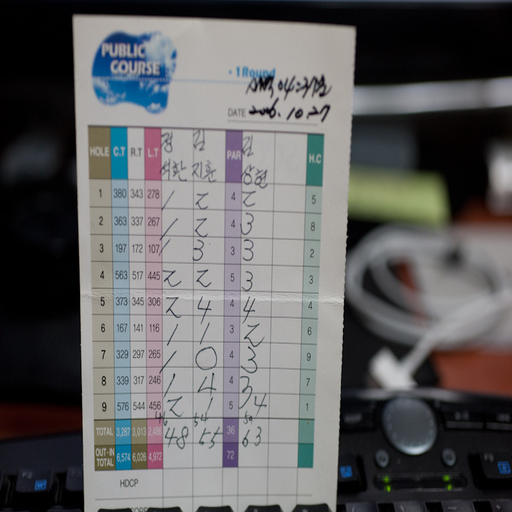 PUBLIC
COURSE
· 1 Round
DATE 2006. 10. 27
HOLE C.T R.T L.T PAR 김 H.C
지훈 상현
1 380 343 278 / 2 4 2 5
2 363 337 267 / 2 4 3 8
3 197 172 107 / 3 3 3 2
4 563 517 445 2 2 5 3 3
5 373 345 306 2 4 4 4 4
6 167 141 116 1 1 3 2 6
7 329 297 265 / 0 4 3 9
8 339 317 246 1 4 4 3 7
9 576 544 456 2 1 5 4 1
TOTAL 3,287 3,013 2,486 48 55 36 63
OUT-IN
TOTAL 6,574 6,026 4,972 72
HDCP